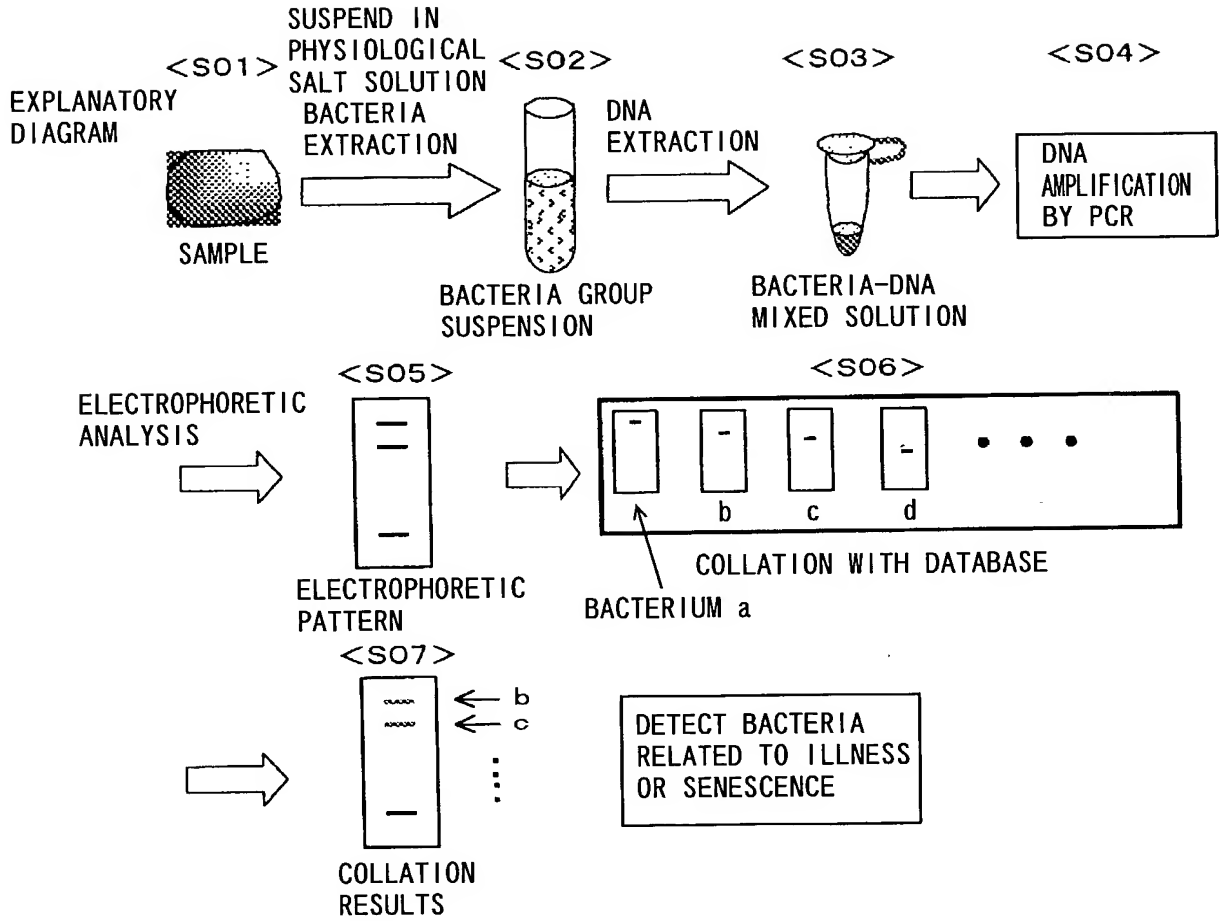 EXPLANATORY
DIAGRAM
<S01>
SAMPLE
SUSPEND IN
PHYSIOLOGICAL
SALT SOLUTION
BACTERIA
EXTRACTION
<S02>
BACTERIA GROUP
SUSPENSION
DNA
EXTRACTION
<S03>
BACTERIA-DNA
MIXED SOLUTION
<S04>
DNA
AMPLIFICATION
BY PCR
ELECTROPHORETIC
ANALYSIS
<S05>
ELECTROPHORETIC
PATTERN
<S06>
b c d
COLLATION WITH DATABASE
BACTERIUM a
<S07>
b
c
COLLATION
RESULTS
DETECT BACTERIA
RELATED TO ILLNESS
OR SENESCENCE